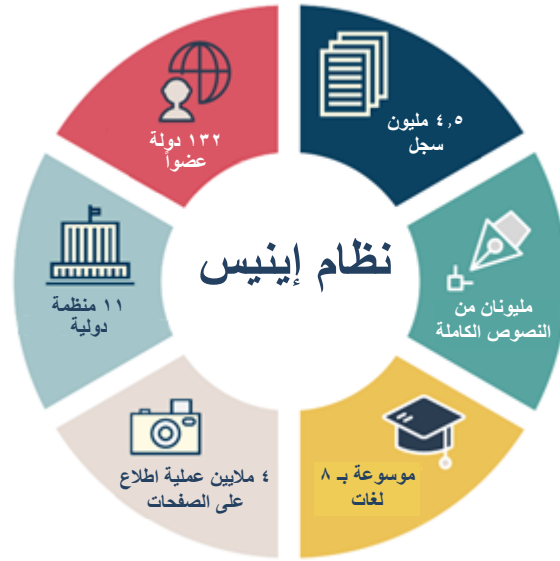 نظام إينيس
٤,٥ مليون
سجل
مليونان من
النصوص الكاملة
موسوعة بـ ٨
لغات
٤ ملايين عملية اطلاع
على الصفحات
١١ منظمة
دولية
١٣٢ دولة
عضواً